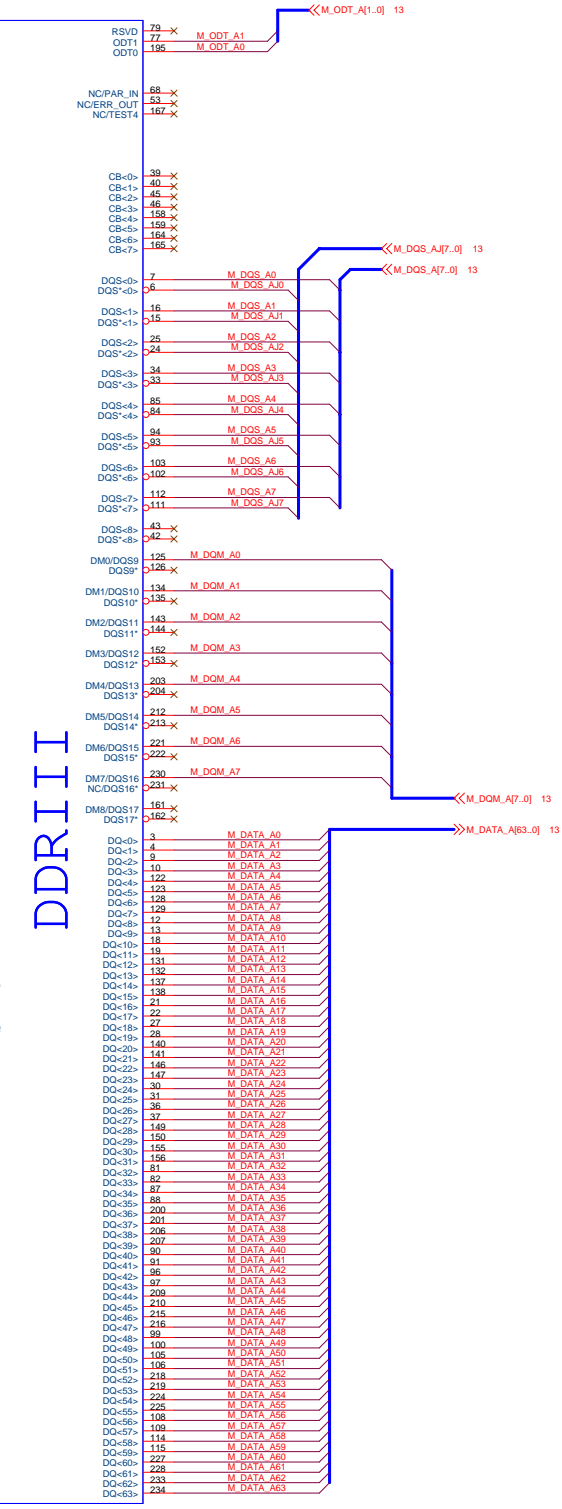 M_ODT_A[1..0] 13
RSVD 79
ODT1 77 M_ODT_A1
ODT0 195 M_ODT_A0
NC/PAR_IN 68
NC/ERR_OUT 53
NC/TEST4 167
CB<0> 39
CB<1> 40
CB<2> 45
CB<3> 46
CB<4> 158
CB<5> 159
CB<6> 164
CB<7> 165
M_DQS_AJ[7..0] 13
M_DQS_A[7..0] 13
DQS<0> 7 M_DQS_A0
DQS*<0> 6 M_DQS_AJ0
DQS<1> 16 M_DQS_A1
DQS*<1> 15 M_DQS_AJ1
DQS<2> 25 M_DQS_A2
DQS*<2> 24 M_DQS_AJ2
DQS<3> 34 M_DQS_A3
DQS*<3> 33 M_DQS_AJ3
DQS<4> 85 M_DQS_A4
DQS*<4> 84 M_DQS_AJ4
DQS<5> 94 M_DQS_A5
DQS*<5> 93 M_DQS_AJ5
DQS<6> 103 M_DQS_A6
DQS*<6> 102 M_DQS_AJ6
DQS<7> 112 M_DQS_A7
DQS*<7> 111 M_DQS_AJ7
DQS<8> 43
DQS*<8> 42
DM0/DQS9 125 M_DQM_A0
DQS9* 126
DM1/DQS10 134 M_DQM_A1
DQS10* 135
DM2/DQS11 143 M_DQM_A2
DQS11* 144
DM3/DQS12 152 M_DQM_A3
DQS12* 153
DM4/DQS13 203 M_DQM_A4
DQS13* 204
DM5/DQS14 212 M_DQM_A5
DQS14* 213
DM6/DQS15 221 M_DQM_A6
DQS15* 222
DM7/DQS16 230 M_DQM_A7
NC/DQS16* 231
M_DQM_A[7..0] 13
DM8/DQS17 161
DQS17* 162
M_DATA_A[63..0] 13
DDRIII
DQ<0> 3 M_DATA_A0
DQ<1> 4 M_DATA_A1
DQ<2> 9 M_DATA_A2
DQ<3> 10 M_DATA_A3
DQ<4> 122 M_DATA_A4
DQ<5> 123 M_DATA_A5
DQ<6> 128 M_DATA_A6
DQ<7> 129 M_DATA_A7
DQ<8> 12 M_DATA_A8
DQ<9> 13 M_DATA_A9
DQ<10> 18 M_DATA_A10
DQ<11> 19 M_DATA_A11
DQ<12> 131 M_DATA_A12
DQ<13> 132 M_DATA_A13
DQ<14> 137 M_DATA_A14
DQ<15> 138 M_DATA_A15
DQ<16> 21 M_DATA_A16
DQ<17> 22 M_DATA_A17
DQ<18> 27 M_DATA_A18
DQ<19> 28 M_DATA_A19
DQ<20> 140 M_DATA_A20
DQ<21> 141 M_DATA_A21
DQ<22> 146 M_DATA_A22
DQ<23> 147 M_DATA_A23
DQ<24> 30 M_DATA_A24
DQ<25> 31 M_DATA_A25
DQ<26> 36 M_DATA_A26
DQ<27> 37 M_DATA_A27
DQ<28> 149 M_DATA_A28
DQ<29> 150 M_DATA_A29
DQ<30> 155 M_DATA_A30
DQ<31> 156 M_DATA_A31
DQ<32> 81 M_DATA_A32
DQ<33> 82 M_DATA_A33
DQ<34> 87 M_DATA_A34
DQ<35> 88 M_DATA_A35
DQ<36> 200 M_DATA_A36
DQ<37> 201 M_DATA_A37
DQ<38> 206 M_DATA_A38
DQ<39> 207 M_DATA_A39
DQ<40> 90 M_DATA_A40
DQ<41> 91 M_DATA_A41
DQ<42> 96 M_DATA_A42
DQ<43> 97 M_DATA_A43
DQ<44> 209 M_DATA_A44
DQ<45> 210 M_DATA_A45
DQ<46> 215 M_DATA_A46
DQ<47> 216 M_DATA_A47
DQ<48> 99 M_DATA_A48
DQ<49> 100 M_DATA_A49
DQ<50> 105 M_DATA_A50
DQ<51> 106 M_DATA_A51
DQ<52> 218 M_DATA_A52
DQ<53> 219 M_DATA_A53
DQ<54> 224 M_DATA_A54
DQ<55> 225 M_DATA_A55
DQ<56> 108 M_DATA_A56
DQ<57> 109 M_DATA_A57
DQ<58> 114 M_DATA_A58
DQ<59> 115 M_DATA_A59
DQ<60> 227 M_DATA_A60
DQ<61> 228 M_DATA_A61
DQ<62> 233 M_DATA_A62
DQ<63> 234 M_DATA_A63